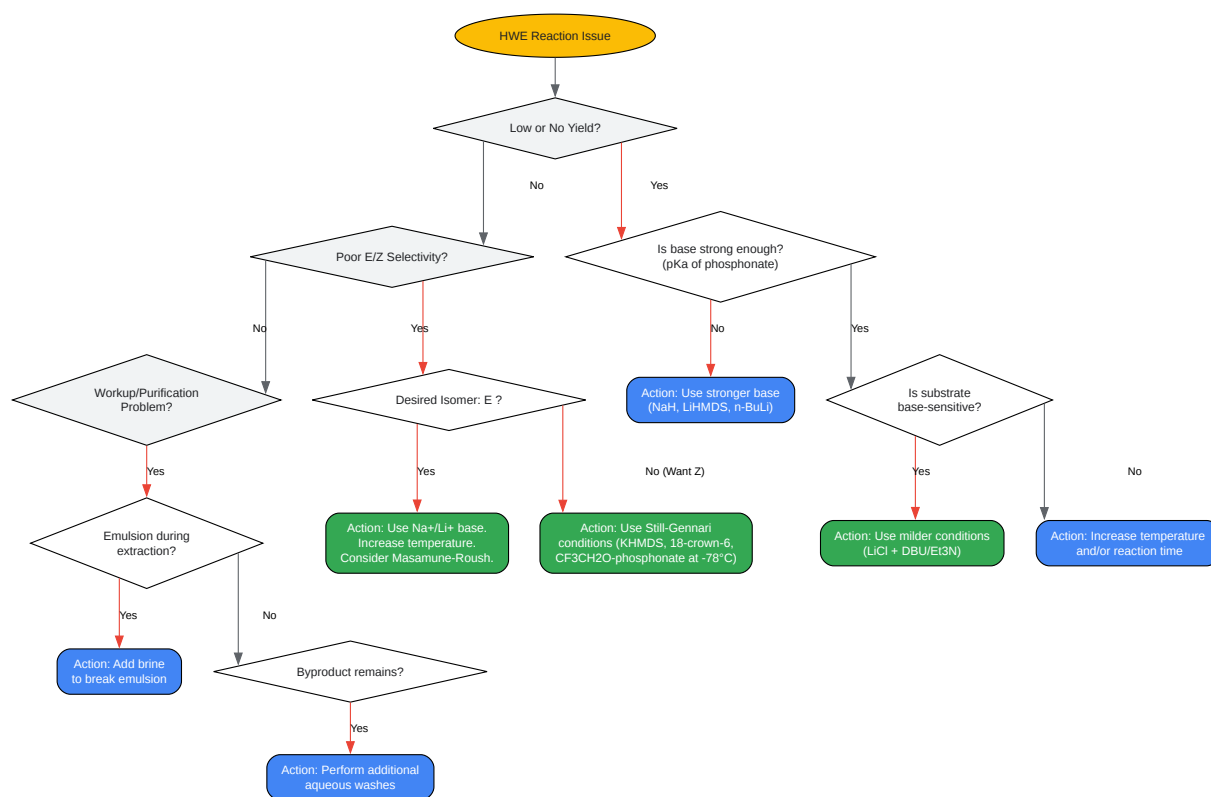 HWE Reaction Issue
Low or No Yield?
No
Yes
Poor E/Z Selectivity?
Is base strong enough?
(pKa of phosphonate)
No
Yes
No
Yes
Workup/Purification
Problem?
Desired Isomer: E ?
Action: Use stronger base
(NaH, LiHMDS, n-BuLi)
Is substrate
base-sensitive?
Yes
Yes
No (Want Z)
Yes
No
Emulsion during
extraction?
Action: Use Na+/Li+ base.
Increase temperature.
Consider Masamune-Roush.
Action: Use Still-Gennari
conditions (KHMDS, 18-crown-6,
CF3CH2O-phosphonate at -78°C)
Action: Use milder conditions
(LiCl + DBU/Et3N)
Action: Increase temperature
and/or reaction time
Yes
No
Action: Add brine
to break emulsion
Byproduct remains?
Yes
Action: Perform additional
aqueous washes